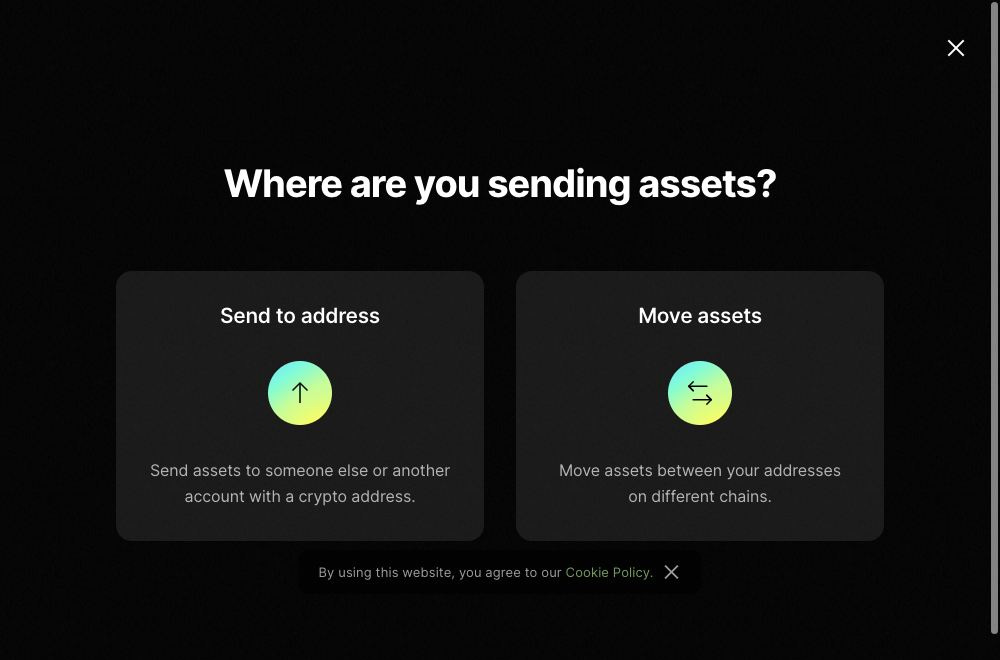 Where are you sending assets?
Send to address
Send assets to someone else or another
account with a crypto address.
Move assets
Move assets between your addresses
on different chains.
By using this website, you agree to our Cookie Policy.